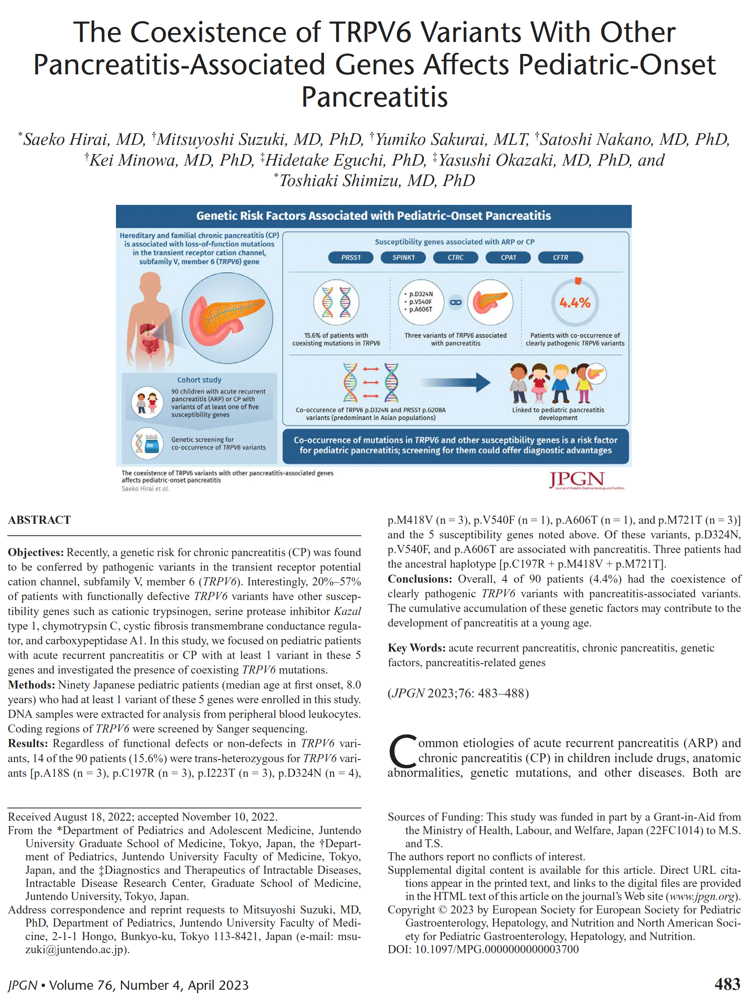 The Coexistence of TRPV6 Variants With Other
Pancreatitis-Associated Genes Affects Pediatric-Onset
Pancreatitis
*Saeko Hirai, MD, †Mitsuyoshi Suzuki, MD, PhD, †Yumiko Sakurai, MLT, †Satoshi Nakano, MD, PhD,
†Kei Minowa, MD, PhD, ‡Hidetake Eguchi, PhD, ‡Yasushi Okazaki, MD, PhD, and
*Toshiaki Shimizu, MD, PhD
Genetic Risk Factors Associated with Pediatric-Onset Pancreatitis
Hereditary and familial chronic pancreatitis (CP)
is associated with loss-of-function mutations
in the transient receptor cation channel,
subfamily V, member 6 (TRPV6) gene
Cohort study
90 children with acute recurrent
pancreatitis (ARP) or CP with
variants of at least one of five
susceptibility genes
Genetic screening for
co-occurrence of TRPV6 variants
Susceptibility genes associated with ARP or CP
PRSS1 SPINK1 CTRC CPA1 CFTR
15.6% of patients with
coexisting mutations in TRPV6
• p.D324N
• p.V540F
• p.A606T
Three variants of TRPV6 associated
with pancreatitis
4.4%
Patients with co-occurrence of
clearly pathogenic TRPV6 variants
Co-occurence of TRPV6 p.D324N and PRSS1 p.G208A
variants (predominant in Asian populations)
Linked to pediatric pancreatitis
development
Co-occurrence of mutations in TRPV6 and other susceptibility genes is a risk factor
for pediatric pancreatitis; screening for them could offer diagnostic advantages
The coexistence of TRPV6 variants with other pancreatitis-associated genes
affects pediatric-onset pancreatitis
Saeko Hirai et al.
JPGN
Journal of Pediatric Gastroenterology and Nutrition
ABSTRACT
Objectives: Recently, a genetic risk for chronic pancreatitis (CP) was found
to be conferred by pathogenic variants in the transient receptor potential
cation channel, subfamily V, member 6 (TRPV6). Interestingly, 20%–57%
of patients with functionally defective TRPV6 variants have other suscep-
tibility genes such as cationic trypsinogen, serine protease inhibitor Kazal
type 1, chymotrypsin C, cystic fibrosis transmembrane conductance regula-
tor, and carboxypeptidase A1. In this study, we focused on pediatric patients
with acute recurrent pancreatitis or CP with at least 1 variant in these 5
genes and investigated the presence of coexisting TRPV6 mutations.
Methods: Ninety Japanese pediatric patients (median age at first onset, 8.0
years) who had at least 1 variant of these 5 genes were enrolled in this study.
DNA samples were extracted for analysis from peripheral blood leukocytes.
Coding regions of TRPV6 were screened by Sanger sequencing.
Results: Regardless of functional defects or non-defects in TRPV6 vari-
ants, 14 of the 90 patients (15.6%) were trans-heterozygous for TRPV6 vari-
ants [p.A18S (n = 3), p.C197R (n = 3), p.I223T (n = 3), p.D324N (n = 4),
p.M418V (n = 3), p.V540F (n = 1), p.A606T (n = 1), and p.M721T (n = 3)]
and the 5 susceptibility genes noted above. Of these variants, p.D324N,
p.V540F, and p.A606T are associated with pancreatitis. Three patients had
the ancestral haplotype [p.C197R + p.M418V + p.M721T].
Conclusions: Overall, 4 of 90 patients (4.4%) had the coexistence of
clearly pathogenic TRPV6 variants with pancreatitis-associated variants.
The cumulative accumulation of these genetic factors may contribute to the
development of pancreatitis at a young age.
Key Words: acute recurrent pancreatitis, chronic pancreatitis, genetic
factors, pancreatitis-related genes
(JPGN 2023;76: 483–488)
Common etiologies of acute recurrent pancreatitis (ARP) and
chronic pancreatitis (CP) in children include drugs, anatomic
abnormalities, genetic mutations, and other diseases. Both are
Received August 18, 2022; accepted November 10, 2022.
From the *Department of Pediatrics and Adolescent Medicine, Juntendo
University Graduate School of Medicine, Tokyo, Japan, the †Depart-
ment of Pediatrics, Juntendo University Faculty of Medicine, Tokyo,
Japan, and the ‡Diagnostics and Therapeutics of Intractable Diseases,
Intractable Disease Research Center, Graduate School of Medicine,
Juntendo University, Tokyo, Japan.
Address correspondence and reprint requests to Mitsuyoshi Suzuki, MD,
PhD, Department of Pediatrics, Juntendo University Faculty of Medi-
cine, 2-1-1 Hongo, Bunkyo-ku, Tokyo 113-8421, Japan (e-mail: msu-
zuki@juntendo.ac.jp).
Sources of Funding: This study was funded in part by a Grant-in-Aid from
the Ministry of Health, Labour, and Welfare, Japan (22FC1014) to M.S.
and T.S.
The authors report no conflicts of interest.
Supplemental digital content is available for this article. Direct URL cita-
tions appear in the printed text, and links to the digital files are provided
in the HTML text of this article on the journal's Web site (www.jpgn.org).
Copyright © 2023 by European Society for European Society for Pediatric
Gastroenterology, Hepatology, and Nutrition and North American Soci-
ety for Pediatric Gastroenterology, Hepatology, and Nutrition.
DOI: 10.1097/MPG.0000000000003700
JPGN • Volume 76, Number 4, April 2023
483